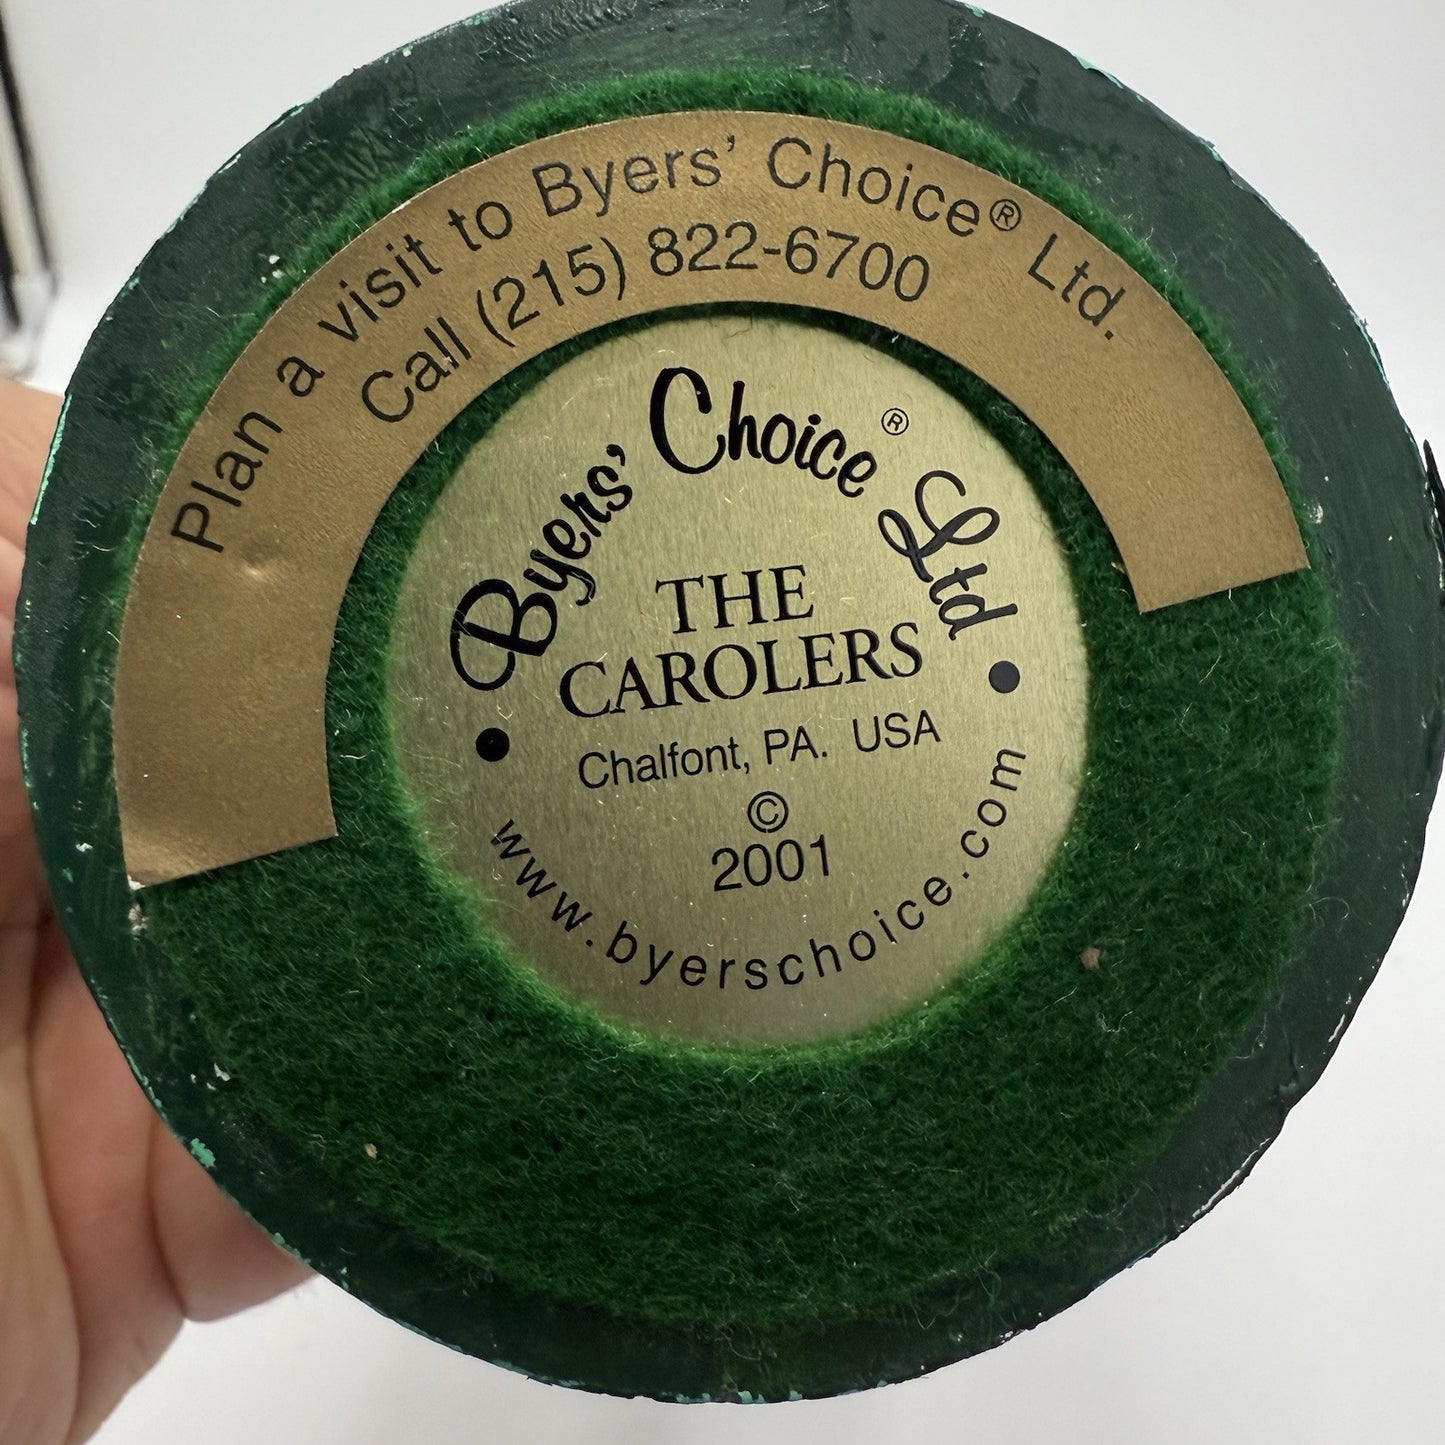 Plan a visit to Byers' Choice® Ltd.
Call (215) 822-6700
Byers' Choice® Ltd
THE
CAROLERS
Chalfont, PA. USA
©
2001
www.byerschoice.com